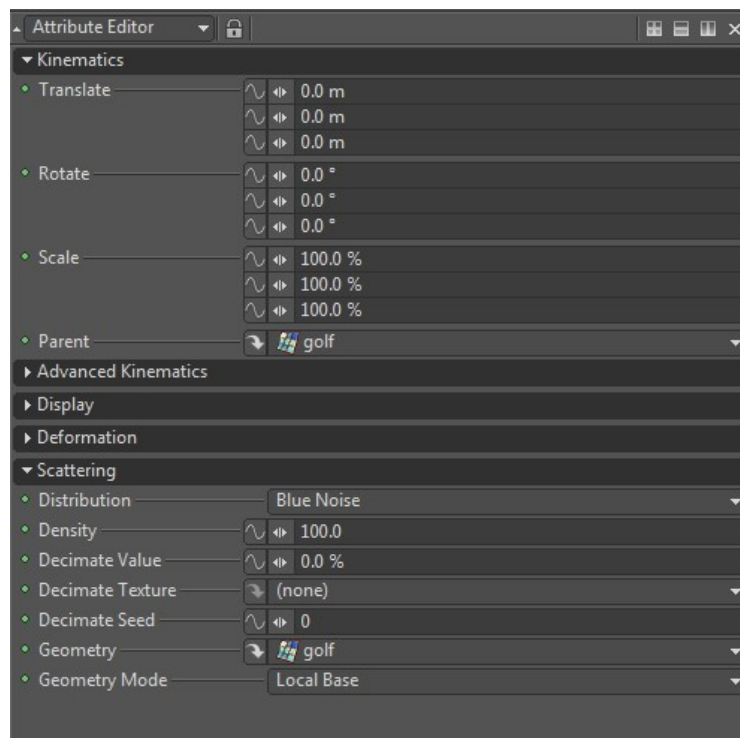 Attribute Editor
Kinematics
Translate 0.0 m
0.0 m
0.0 m
Rotate 0.0 °
0.0 °
0.0 °
Scale 100.0 %
100.0 %
100.0 %
Parent golf
Advanced Kinematics
Display
Deformation
Scattering
Distribution Blue Noise
Density 100.0
Decimate Value 0.0 %
Decimate Texture (none)
Decimate Seed 0
Geometry golf
Geometry Mode Local Base